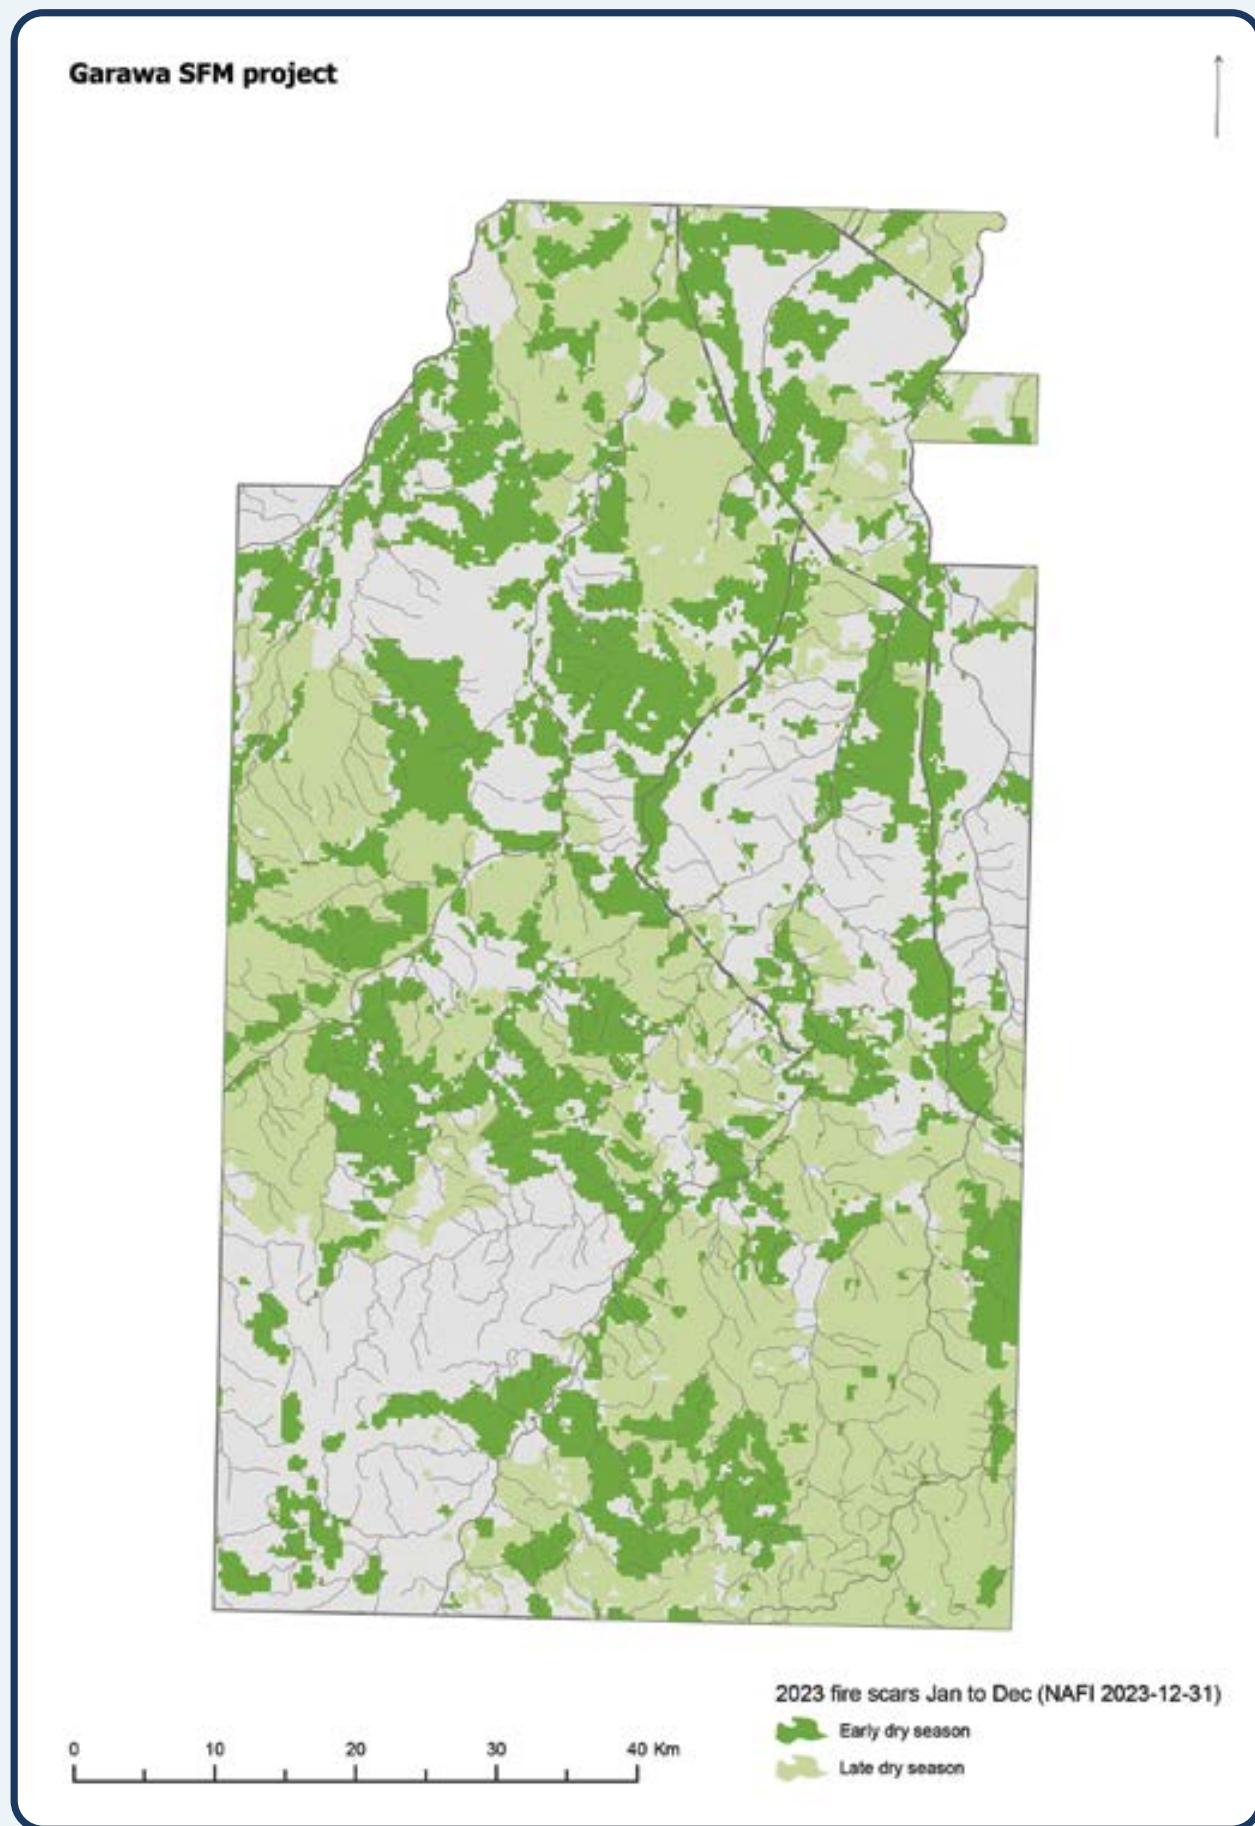 Garawa SFM project
2023 fire scars Jan to Dec (NAFI 2023-12-31)
Early dry season
Late dry season
0 10 20 30 40 Km